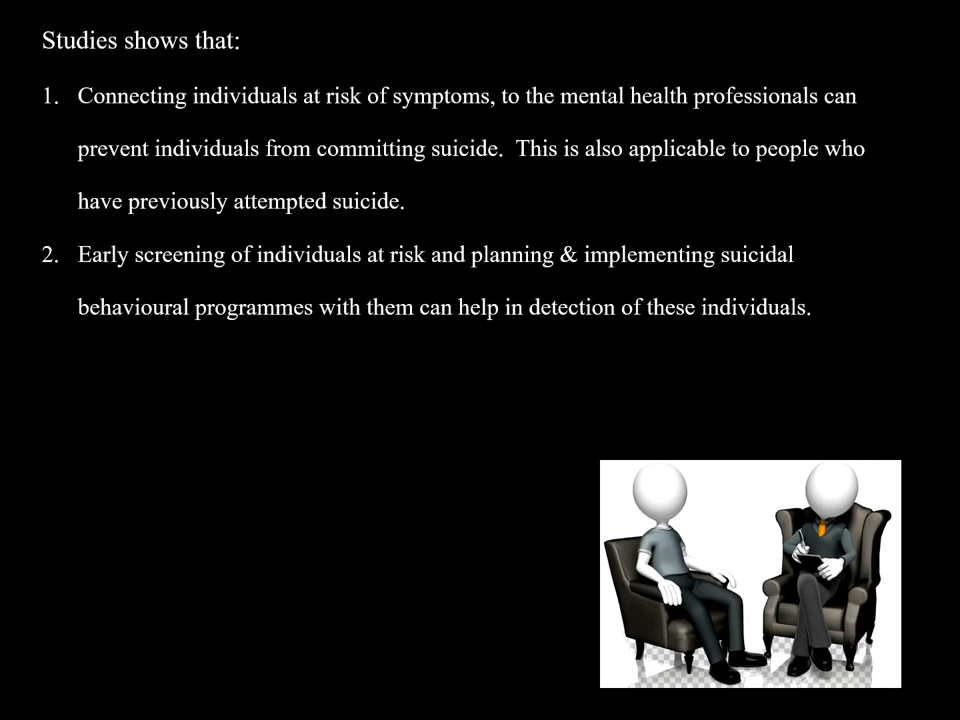 Studies shows that:
1. Connecting individuals at risk of symptoms, to the mental health professionals can
prevent individuals from committing suicide. This is also applicable to people who
have previously attempted suicide.
2. Early screening of individuals at risk and planning & implementing suicidal
behavioural programmes with them can help in detection of these individuals.